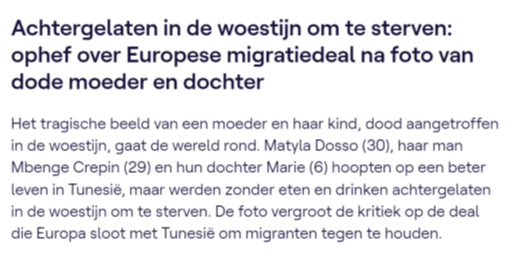 Achtergelaten in de woestijn om te sterven:
ophef over Europese migratiedeal na foto van
dode moeder en dochter
Het tragische beeld van een moeder en haar kind, dood aangetroffen
in de woestijn, gaat de wereld rond. Matyla Dosso (30), haar man
Mbenge Crepin (29) en hun dochter Marie (6) hoopten op een beter
leven in Tunesië, maar werden zonder eten en drinken achtergelaten
in de woestijn om te sterven. De foto vergroot de kritiek op de deal
die Europa sloot met Tunesië om migranten tegen te houden.